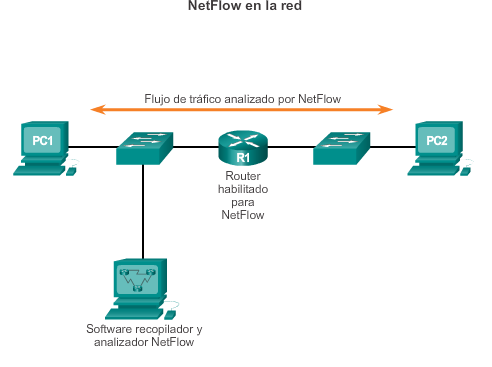 NetFlow en la red
Flujo de tráfico analizado por NetFlow
PC1
R1
PC2
Router
habilitado
para
NetFlow
Software recopilador y
analizador NetFlow